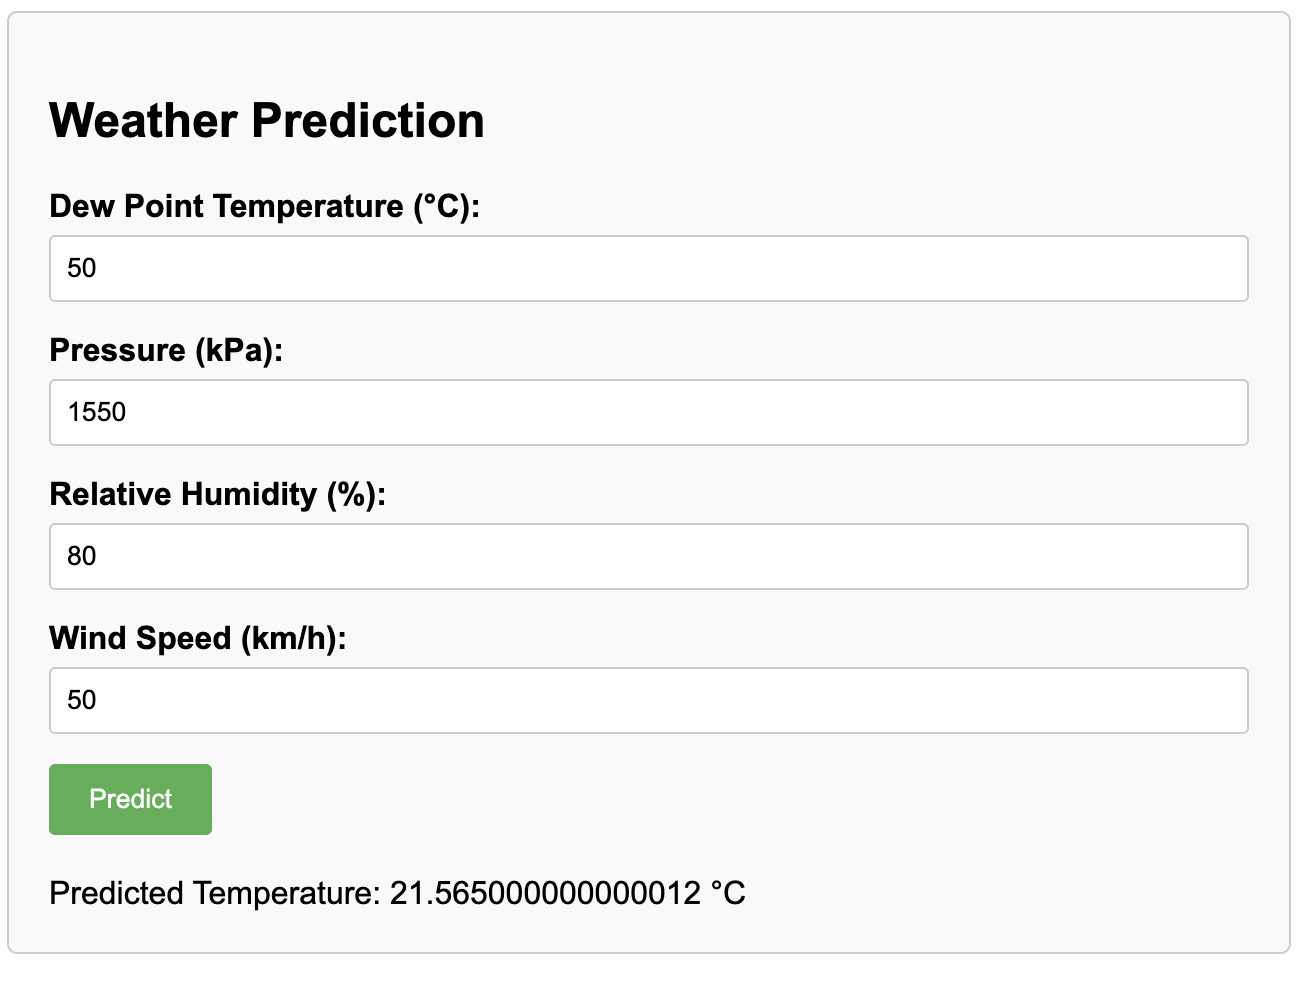 Weather Prediction
Dew Point Temperature (°C):
50
Pressure (kPa):
1550
Relative Humidity (%):
80
Wind Speed (km/h):
50
Predict
Predicted Temperature: 21.565000000000012 °C